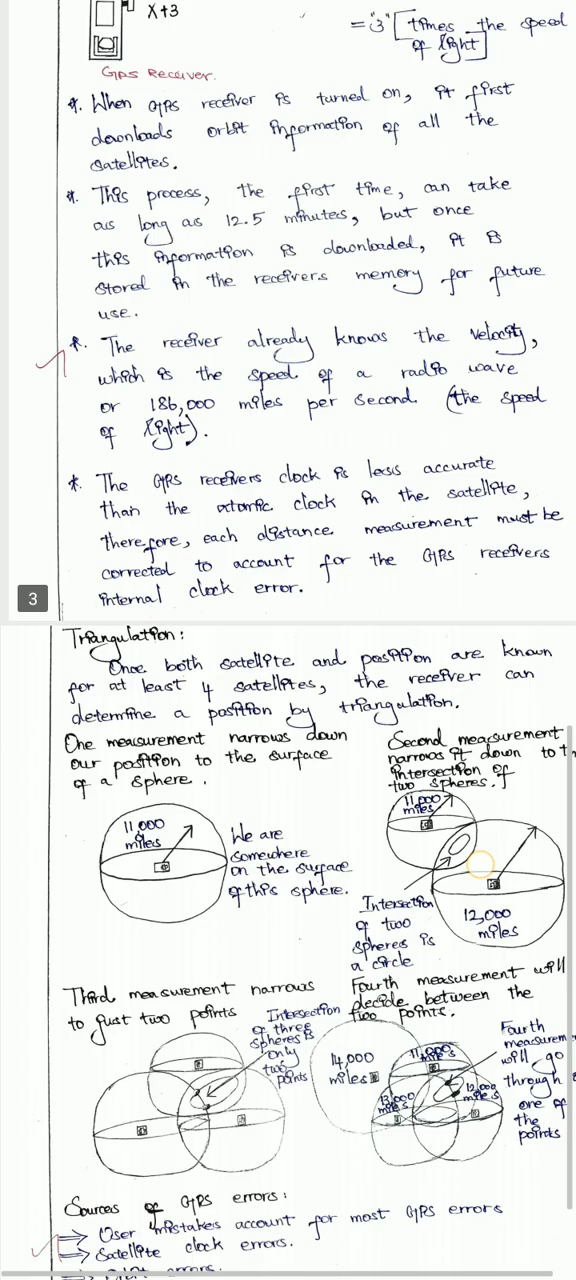 X+3
= "3" [times the speed
of light]
GPS Receiver.
*. When GPS receiver is turned on, it first
downloads orbit information of all the
satellites.
*. This process, the first time, can take
as long as 12.5 minutes, but once
this information is downloaded, it is
stored in the receivers memory for future
use.
*. The receiver already knows the velocity,
which is the speed of a radio wave
or 186,000 miles per second (the speed
of light).
*. The GPS receivers clock is less accurate
than the atomic clock in the satellite,
therefore, each distance measurement must be
corrected to account for the GPS receivers
internal clock error.
3
Triangulation:
Once both satellite and position are known
for at least 4 satellites, the receiver can
determine a position by triangulation.
One measurement narrows down
our position to the surface
of a sphere.
11,000
miles
We are
somewhere
on the surface
of this sphere.
Second measurement
narrows it down to th
intersection of
two spheres.
11,000
miles
12,000
miles
Intersection
of two
spheres is
a circle
Third measurement narrows
to just two points
Intersection
of three
spheres is
only
two
points
Fourth measurement will
decide between the
two points.
14,000
miles
11,000
miles
13,000
miles
12,000
miles
Fourth
measurem
will go
through
one of
the
points
Sources of GPS errors:
⇒ User mistakes account for most GPS errors
⇒ Satellite clock errors.